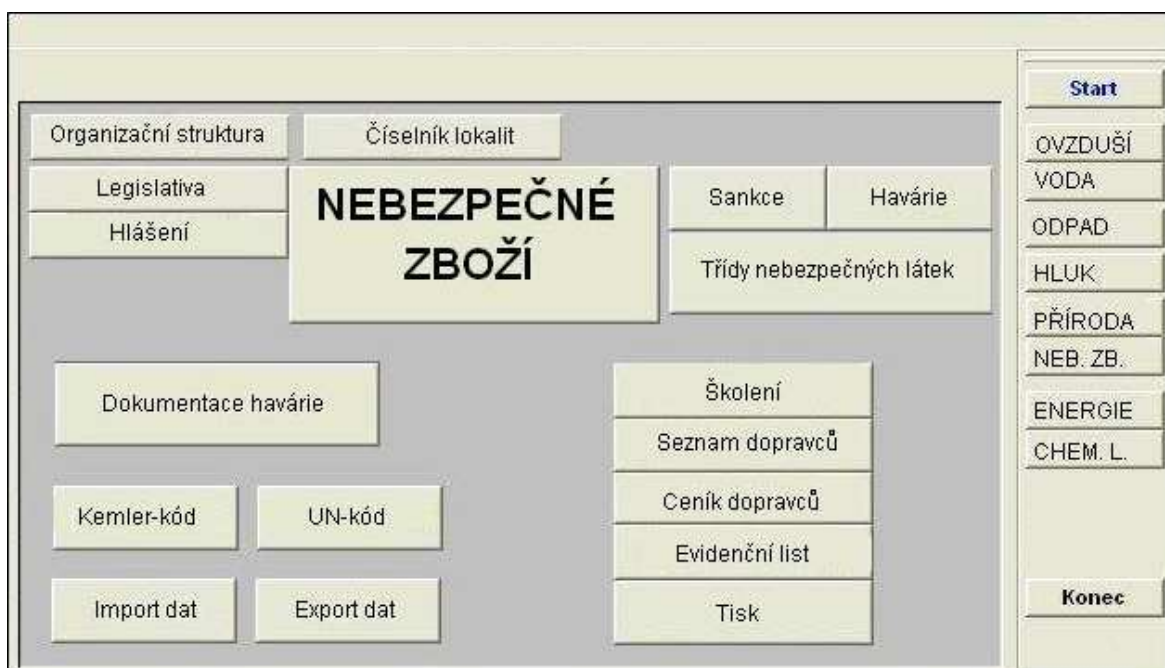 Organizační struktura
Číselník lokalit
Legislativa
Hlášení
NEBEZPEČNÉ
ZBOŽÍ
Sankce
Havárie
Třídy nebezpečných látek
Dokumentace havárie
Kemler-kód
UN-kód
Import dat
Export dat
Školení
Seznam dopravců
Ceník dopravců
Evidenční list
Tisk
Start
OVZDUŠÍ
VODA
ODPAD
HLUK
PŘÍRODA
NEB. ZB.
ENERGIE
CHEM. L.
Konec